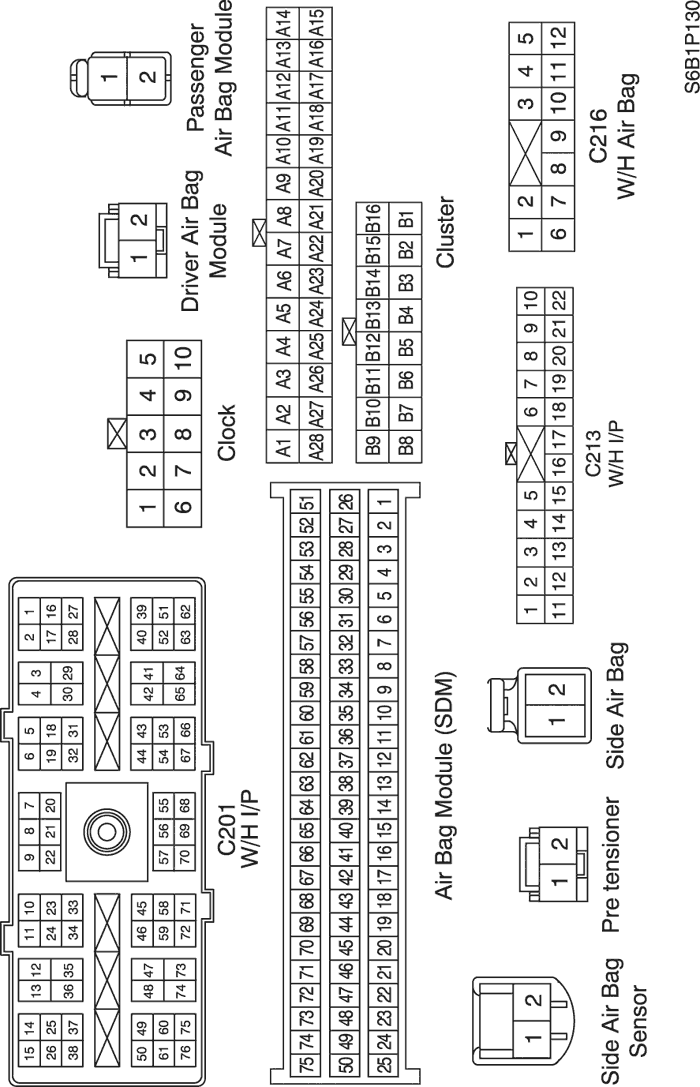 15 14 13 12 11 10 9 8 7 6 5 4 3 2 1
26 25 24 23 22 21 20 19 18 17 16
38 37 36 35 34 33 32 31 30 29 28 27
50 49 48 47 46 45 44 43 42 41 40 39
61 60 59 58 57 56 55 54 53 52 51
76 75 74 73 72 71 70 69 68 67 66 65 64 63 62
C201
W/H I/P
1 2 3 4 5
6 7 8 9 10
Clock
1 2
Driver Air Bag
Module
1 2
Passenger
Air Bag Module
75 74 73 72 71 70 69 68 67 66 65 64 63 62 61 60 59 58 57 56 55 54 53 52 51
50 49 48 47 46 45 44 43 42 41 40 39 38 37 36 35 34 33 32 31 30 29 28 27 26
25 24 23 22 21 20 19 18 17 16 15 14 13 12 11 10 9 8 7 6 5 4 3 2 1
Air Bag Module (SDM)
A1 A2 A3 A4 A5 A6 A7 A8 A9 A10 A11 A12 A13 A14
A28 A27 A26 A25 A24 A23 A22 A21 A20 A19 A18 A17 A16 A15
B9 B10 B11 B12 B13 B14 B15 B16
B8 B7 B6 B5 B4 B3 B2 B1
Cluster
1 2
Side Air Bag
Sensor
1 2
Pre tensioner
1 2
Side Air Bag
1 2 3 4 5 6 7 8 9 10
11 12 13 14 15 16 17 18 19 20 21 22
C213
W/H I/P
1 2 3 4 5
6 7 8 9 10 11 12
C216
W/H Air Bag
S6B1P130